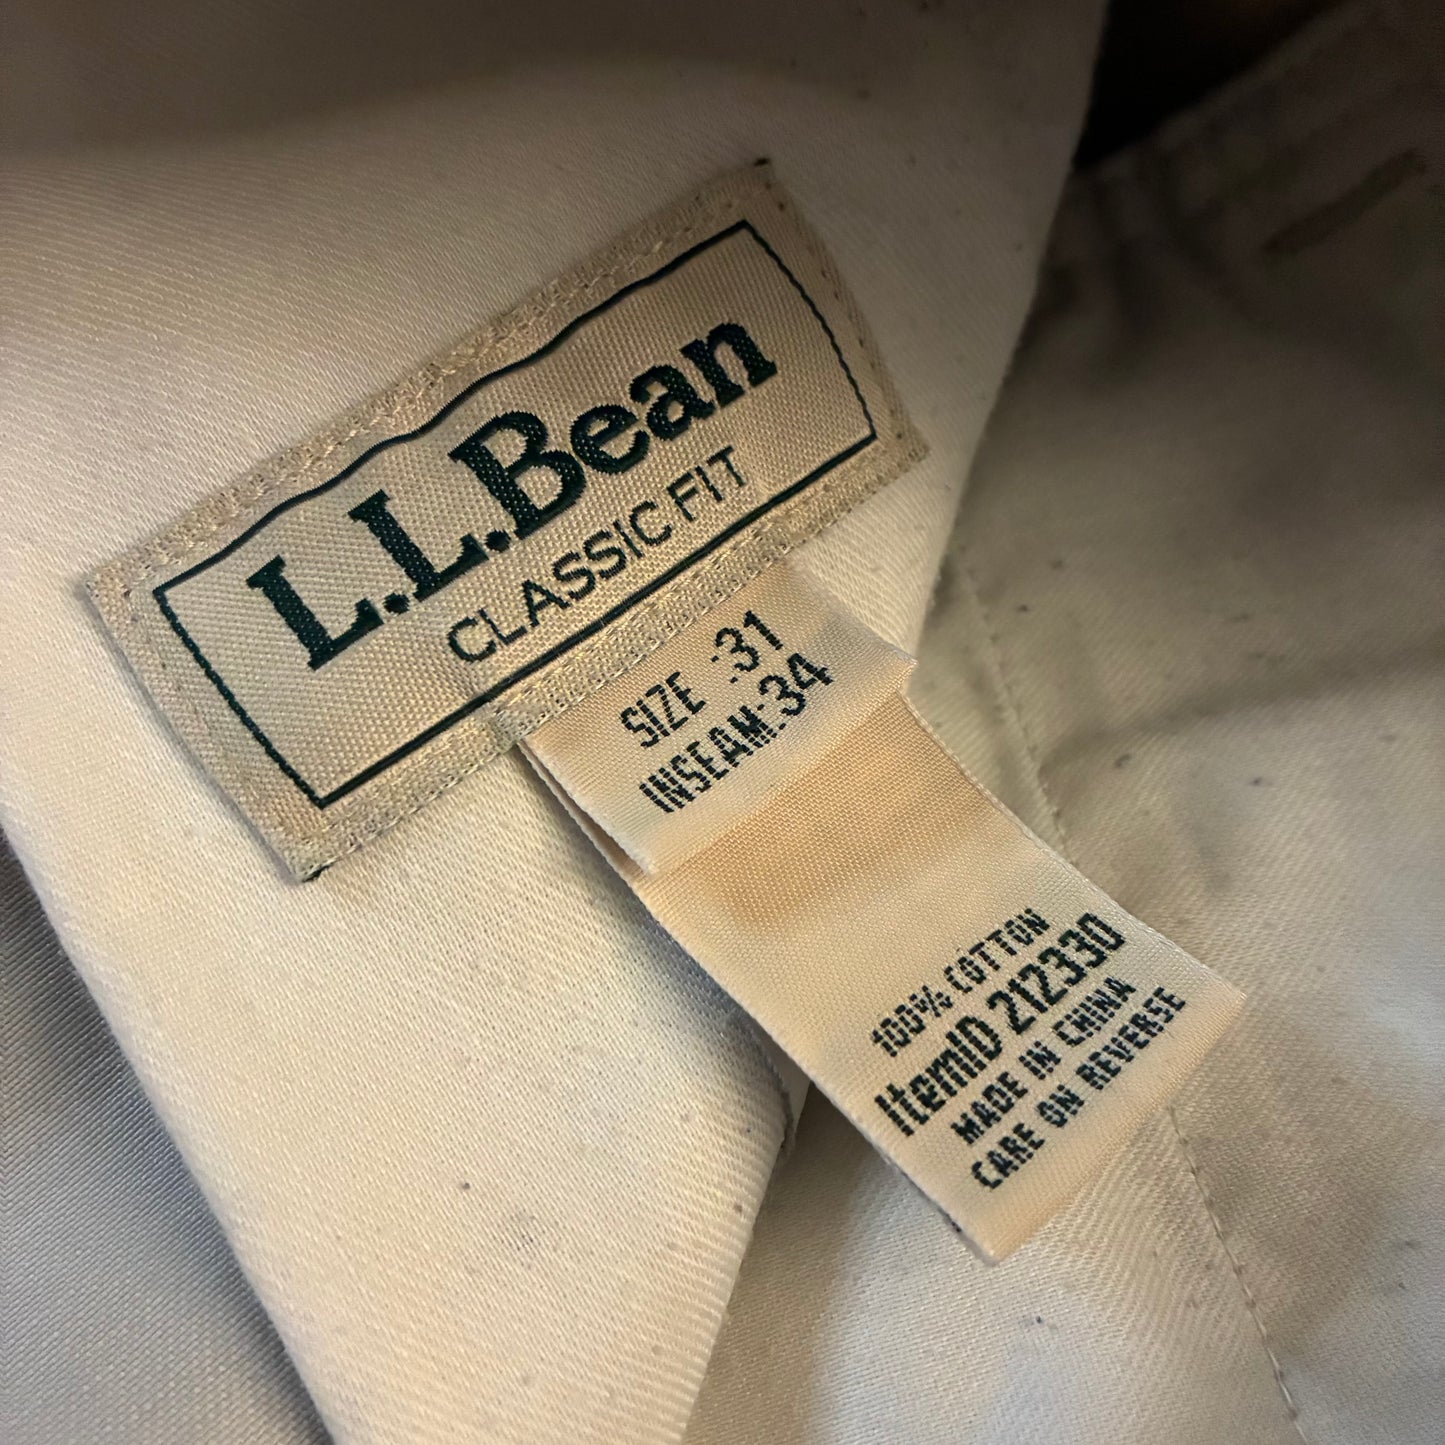 L.L.Bean
CLASSIC FIT
SIZE :31
INSEAM:34
100% COTTON
ItemID 212330
MADE IN CHINA
CARE ON REVERSE